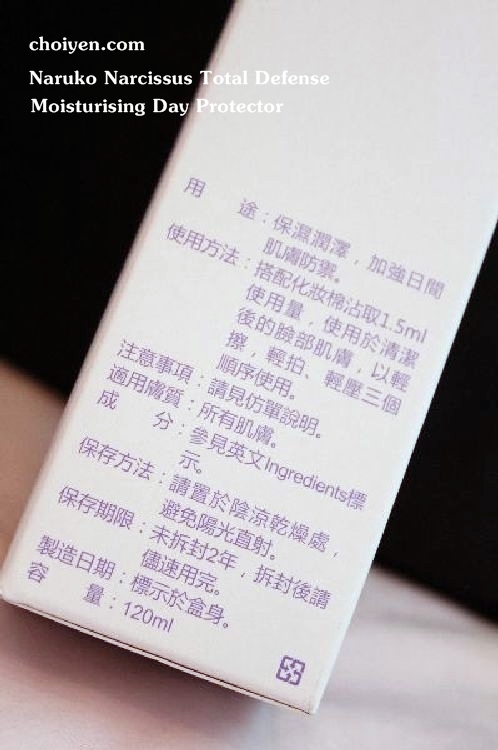 choiyen.com
Naruko Narcissus Total Defense
Moisturising Day Protector
用 途：保濕潤澤，加強日間
肌膚防禦。
使用方法：搭配化妝棉沾取1.5ml
使用量，使用於清潔
後的臉部肌膚，以輕
擦，輕拍、輕壓三個
順序使用。
注意事項：請見仿單說明。
適用膚質：所有肌膚。
成 分：參見英文Ingredients標
示。
保存方法：請置於陰涼乾燥處，
避免陽光直射。
保存期限：未拆封2年，拆封後請
儘速用完。
製造日期：標示於盒身。
容 量：120ml